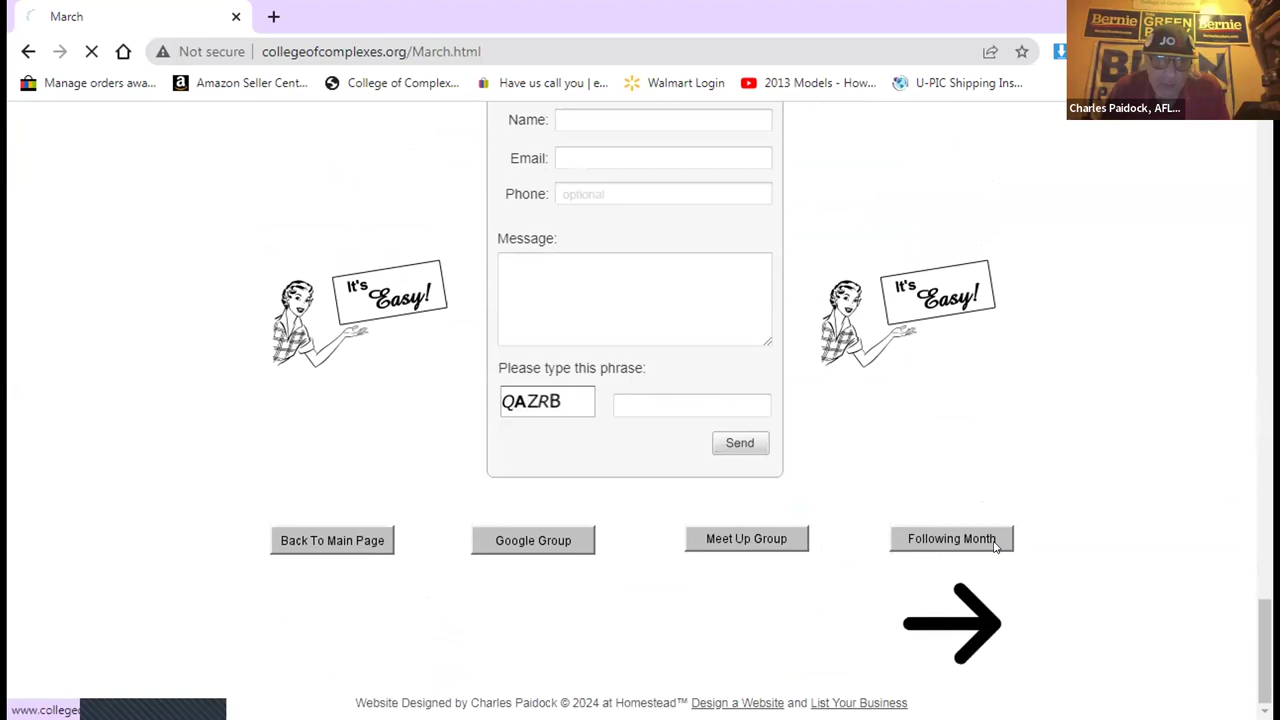 March
Not secure collegeofcomplexes.org/March.html
Manage orders awa... Amazon Seller Cent... College of Complex... Have us call you | e... Walmart Login 2013 Models - How... U-PIC Shipping Ins...
Bernie GREEN Bernie
JO
Charles Paidock, AFL...
Name:
Email:
Phone: optional
Message:
It's Easy!
It's Easy!
Please type this phrase:
QAZRB
Send
Back To Main Page Google Group Meet Up Group Following Month
Website Designed by Charles Paidock © 2024 at Homestead™ Design a Website and List Your Business